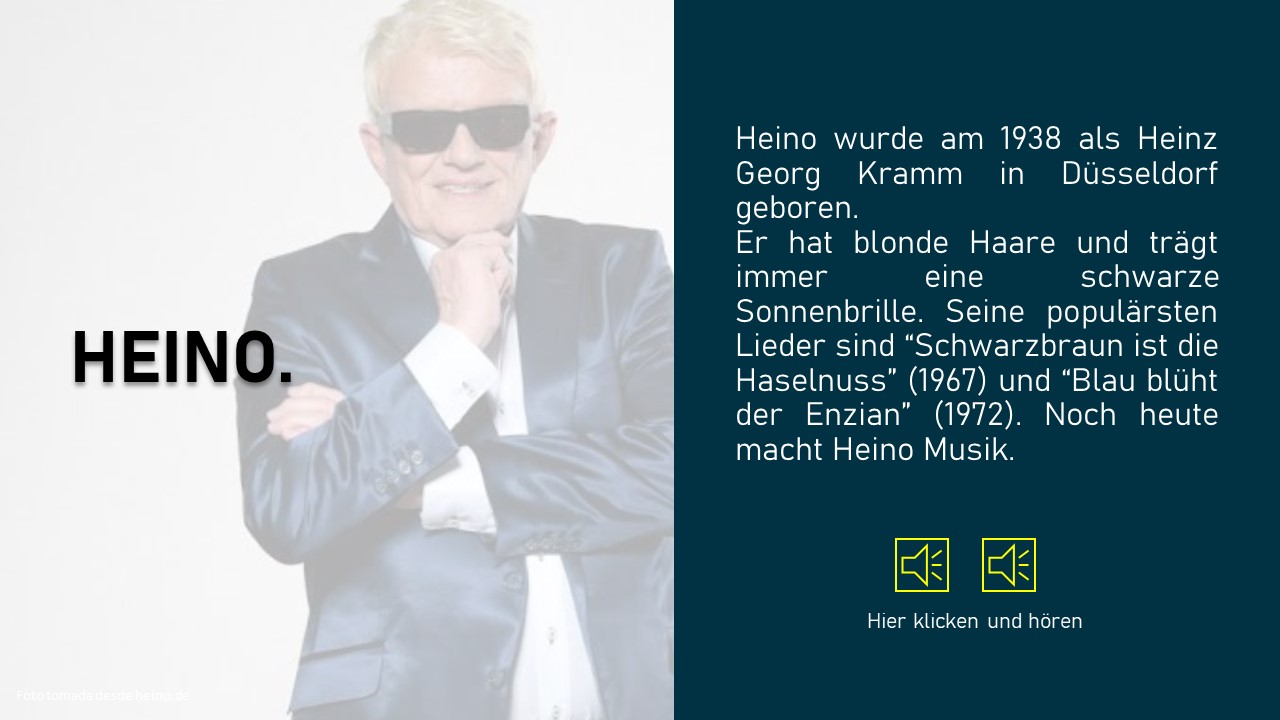 HEINO.
Heino wurde am 1938 als Heinz
Georg Kramm in Düsseldorf
geboren.
Er hat blonde Haare und trägt
immer eine schwarze
Sonnenbrille. Seine populärsten
Lieder sind “Schwarzbraun ist die
Haselnuss” (1967) und “Blau blüht
der Enzian” (1972). Noch heute
macht Heino Musik.
Hier klicken und hören
Foto tomada desde heino.de